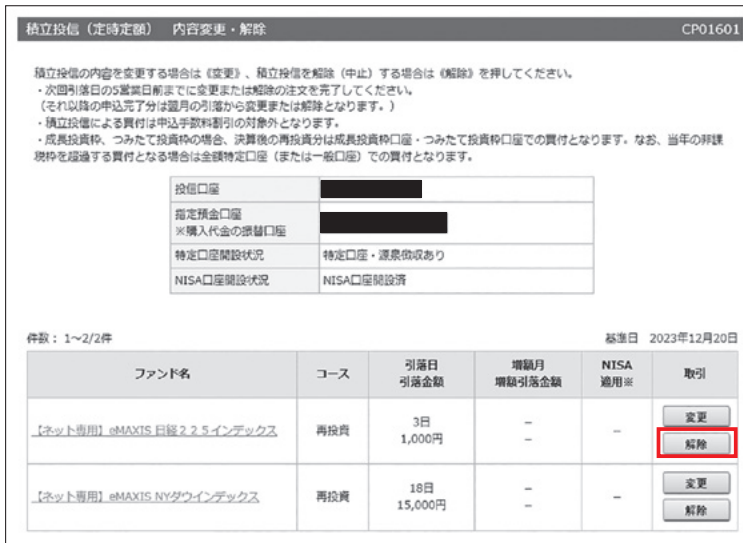 積立投信（定時定額） 内容変更・解除 CP01601
積立投信の内容を変更する場合は《変更》、積立投信を解除（中止）する場合は《解除》を押してください。
・次回引落日の5営業日前までに変更または解除の注文を完了してください。
（それ以降の申込完了分は翌月の引落から変更または解除となります。）
・積立投信による買付は申込手数料割引の対象外となります。
・成長投資枠、つみたて投資枠の場合、決算後の再投資分は成長投資枠口座・つみたて投資枠口座での買付となります。なお、当年の非課
税枠を超過する買付となる場合は全額特定口座（または一般口座）での買付となります。
投信口座
指定預金口座
※購入代金の振替口座
特定口座開設状況 特定口座・源泉徴収あり
NISA口座開設状況 NISA口座開設済
件数：1～2/2件 基準日 2023年12月20日
ファンド名 コース 引落日 増額月 NISA 取引
引落金額 増額引落金額 適用※
【ネット専用】eMAXIS 日経２２５インデックス 再投資 3日 － － 変更
1,000円 － 解除
【ネット専用】eMAXIS NYダウインデックス 再投資 18日 － － 変更
15,000円 － 解除